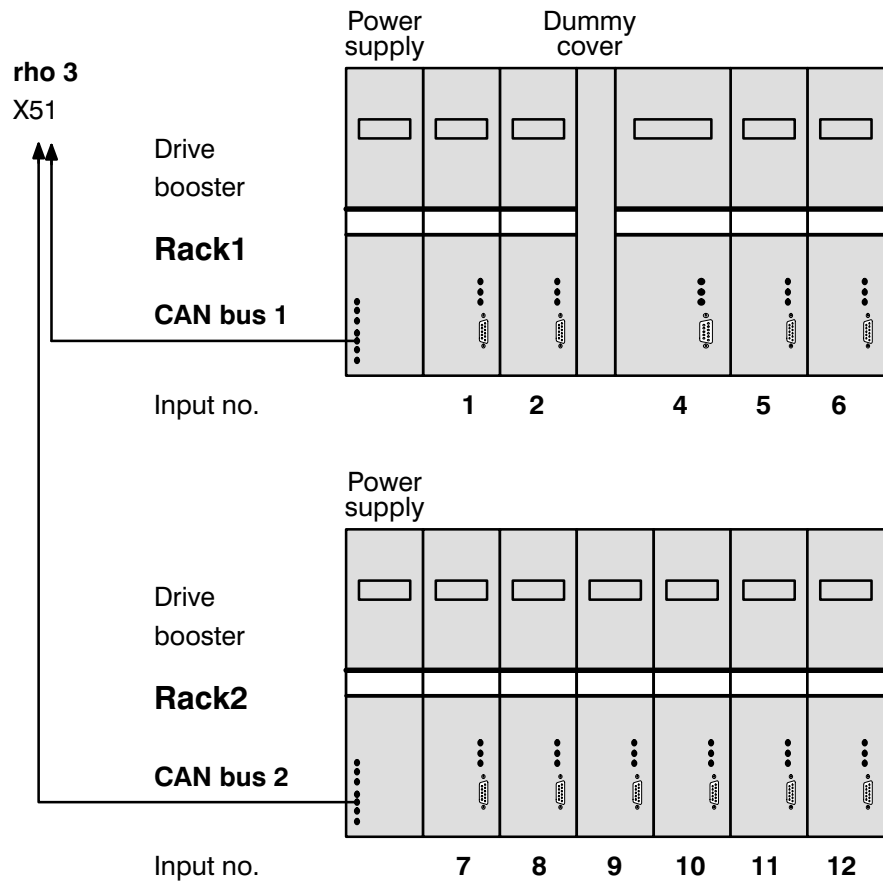 Power supply
Dummy cover
rho 3
X51
Drive
booster
Rack1
CAN bus 1
Input no. 1 2 4 5 6
Power supply
Drive
booster
Rack2
CAN bus 2
Input no. 7 8 9 10 11 12